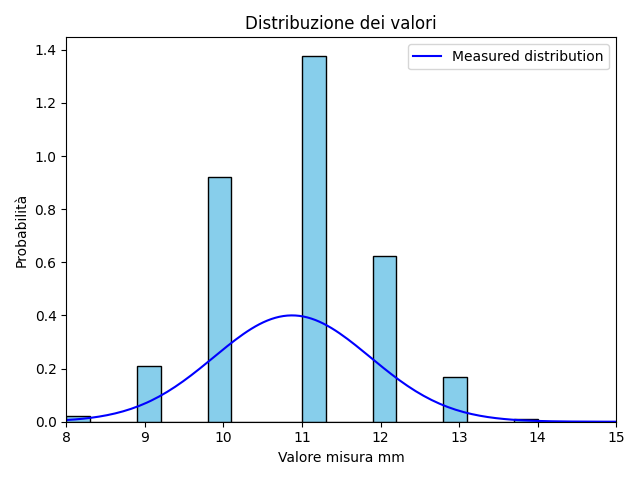 Distribuzione dei valori
Measured distribution
1.4
1.2
1.0
0.8
0.6
0.4
0.2
0.0
Probabilità
8 9 10 11 12 13 14 15
Valore misura mm